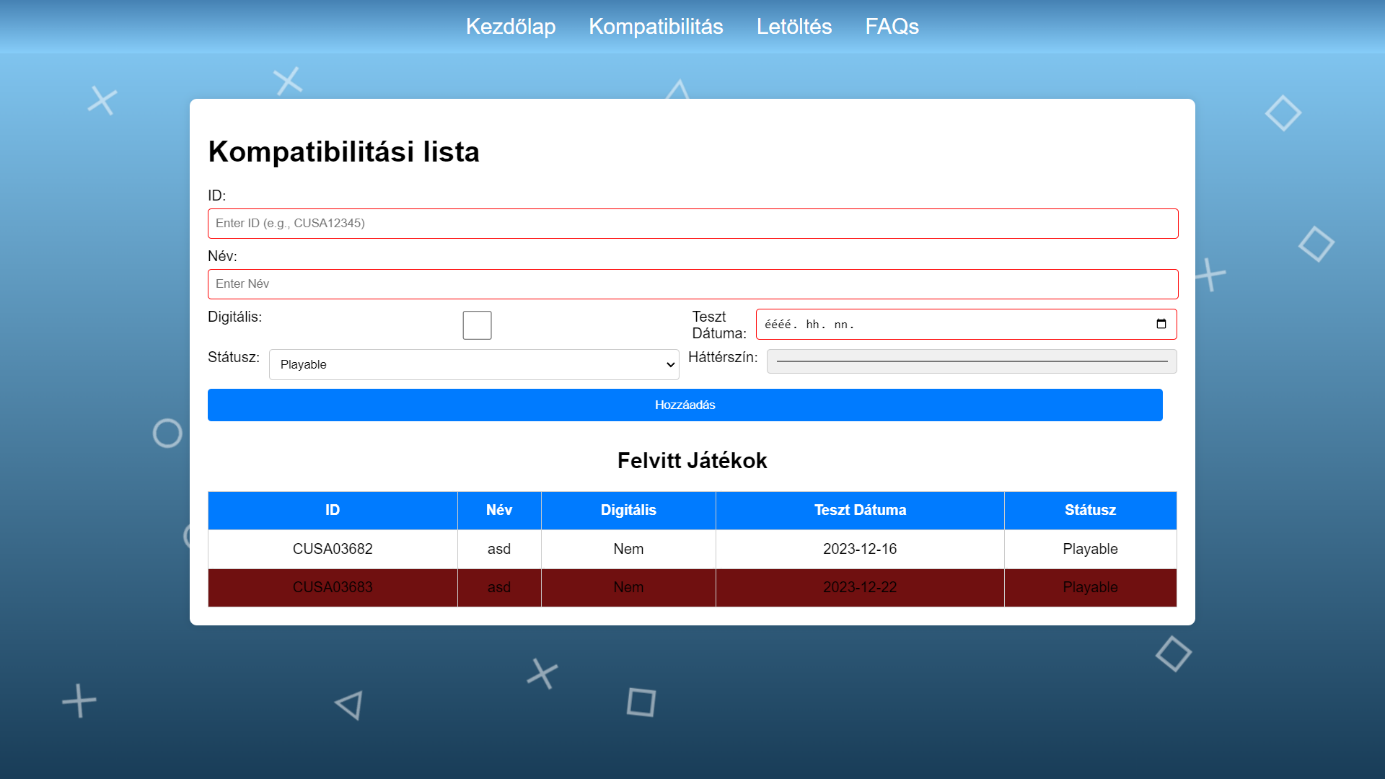 Kezdőlap Kompatibilitás Letöltés FAQs
Kompatibilitási lista
ID:
Enter ID (e.g., CUSA12345)
Név:
Enter Név
Digitális:
Teszt
Dátuma:
éééé. hh. nn.
Státusz:
Playable
Háttérszín:
Hozzáadás
Felvitt Játékok
ID Név Digitális Teszt Dátuma Státusz
CUSA03682 asd Nem 2023-12-16 Playable
CUSA03683 asd Nem 2023-12-22 Playable